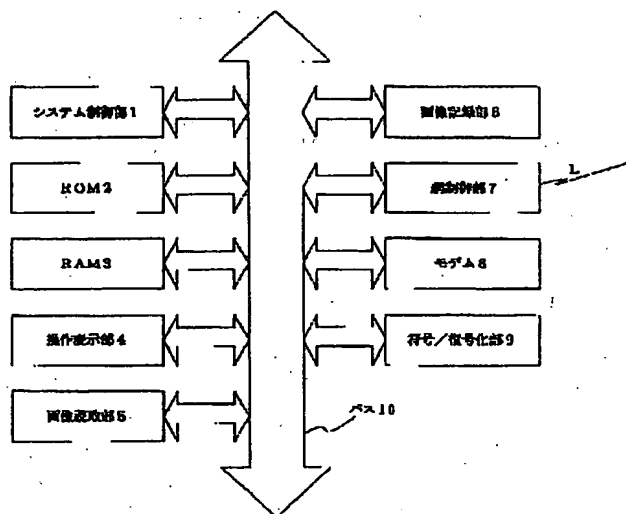 システム制御部1
ROM2
RAM3
操作表示部4
画像読取部5
画像記録部6
網制御部7
L
モデム8
符号/復号化部9
バス10